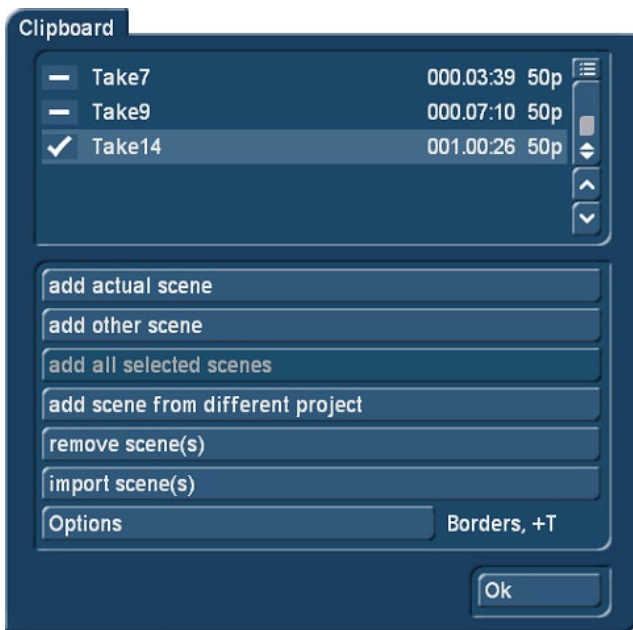 Clipboard
Take7 000.03:39 50p
Take9 000.07:10 50p
Take14 001.00:26 50p
add actual scene
add other scene
add all selected scenes
add scene from different project
remove scene(s)
import scene(s)
Options Borders, +T
Ok